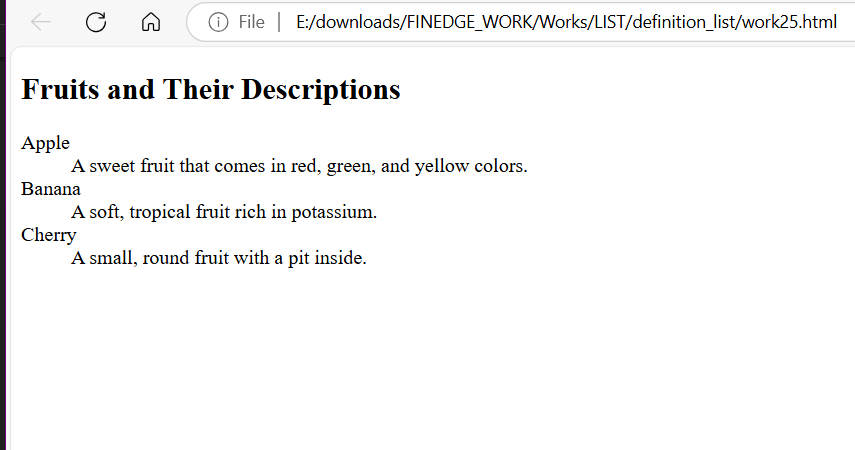 File | E:/downloads/FINEDGE_WORK/Works/LIST/definition_list/work25.html
Fruits and Their Descriptions
Apple
A sweet fruit that comes in red, green, and yellow colors.
Banana
A soft, tropical fruit rich in potassium.
Cherry
A small, round fruit with a pit inside.